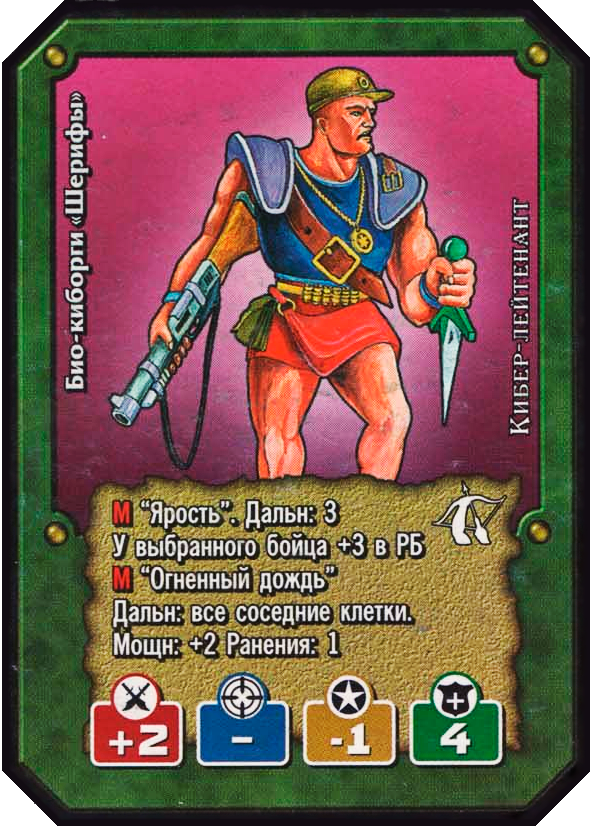 Био-киборги «Шерифы»
Кибер-лейтенант
М “Ярость”. Дальн: 3
У выбранного бойца +3 в РБ
М “Огненный дождь”
Дальн: все соседние клетки.
Мощн: +2 Ранения: 1
+2
-
-1
4